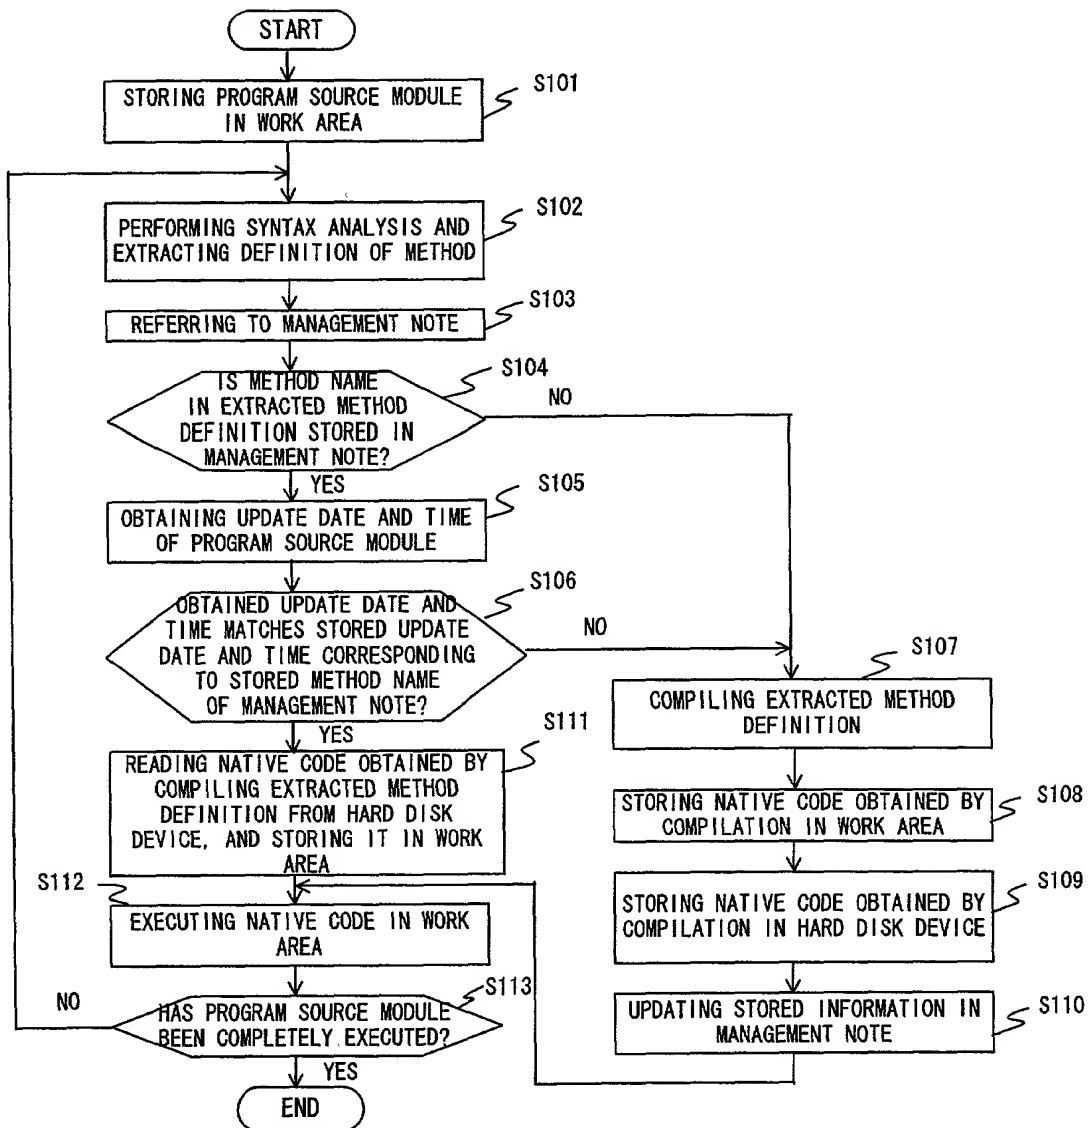 START
STORING PROGRAM SOURCE MODULE
IN WORK AREA
S101
PERFORMING SYNTAX ANALYSIS AND
EXTRACTING DEFINITION OF METHOD
S102
REFERRING TO MANAGEMENT NOTE
S103
IS METHOD NAME
IN EXTRACTED METHOD
DEFINITION STORED IN
MANAGEMENT NOTE?
S104
NO
YES
OBTAINING UPDATE DATE AND TIME
OF PROGRAM SOURCE MODULE
S105
OBTAINED UPDATE DATE AND
TIME MATCHES STORED UPDATE
DATE AND TIME CORRESPONDING
TO STORED METHOD NAME
OF MANAGEMENT NOTE?
S106
NO
YES
COMPILING EXTRACTED METHOD
DEFINITION
S107
STORING NATIVE CODE OBTAINED BY
COMPILATION IN WORK AREA
S108
STORING NATIVE CODE OBTAINED BY
COMPILATION IN HARD DISK DEVICE
S109
UPDATING STORED INFORMATION IN
MANAGEMENT NOTE
S110
READING NATIVE CODE OBTAINED BY
COMPILING EXTRACTED METHOD
DEFINITION FROM HARD DISK
DEVICE, AND STORING IT IN WORK
AREA
S111
S112
EXECUTING NATIVE CODE IN WORK
AREA
HAS PROGRAM SOURCE MODULE
BEEN COMPLETELY EXECUTED?
S113
NO
YES
END